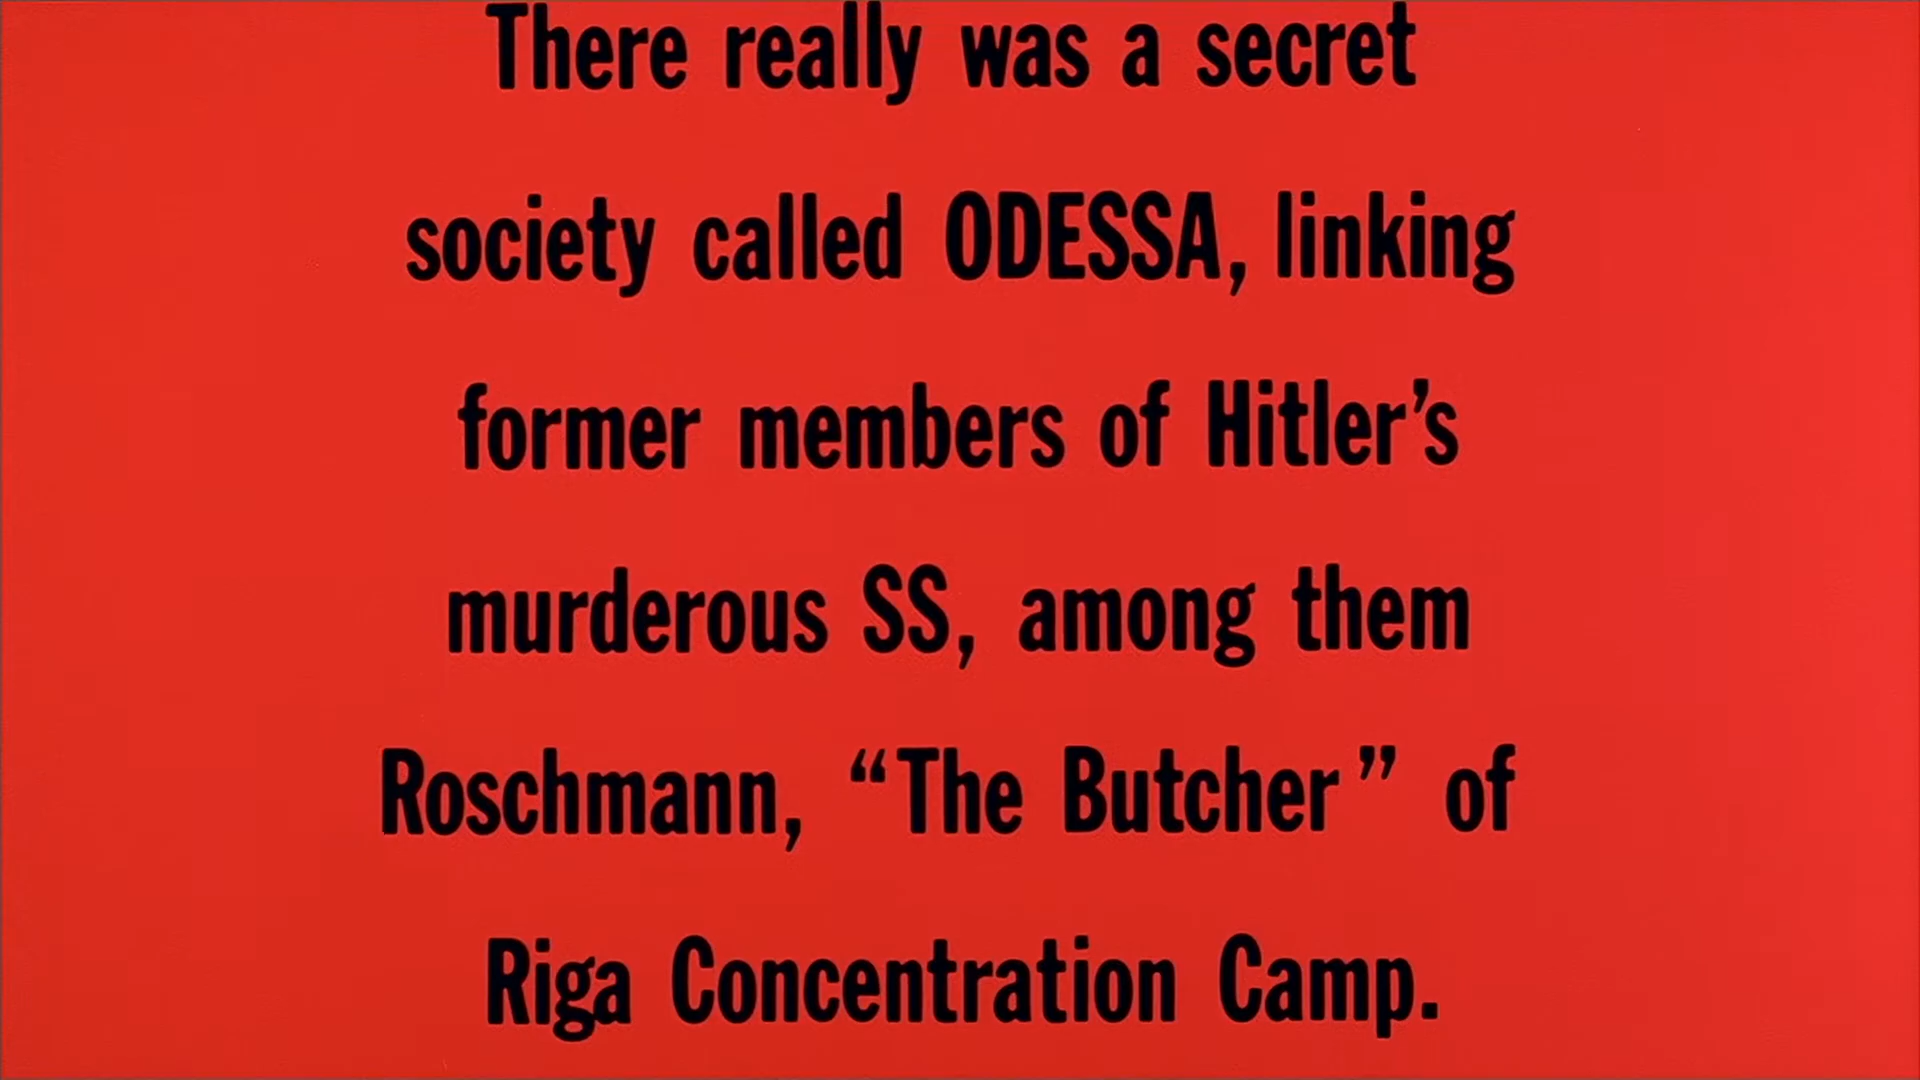 There really was a secret
society called ODESSA, linking
former members of Hitler’s
murderous SS, among them
Roschmann, “The Butcher” of
Riga Concentration Camp.